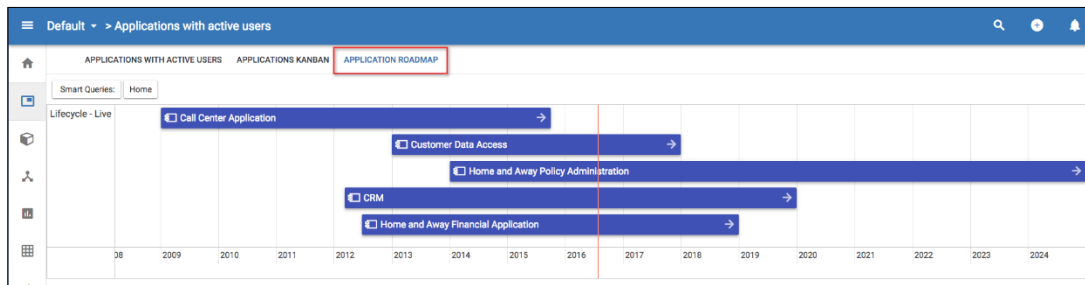 Default > Applications with active users
APPLICATIONS WITH ACTIVE USERS APPLICATIONS KANBAN APPLICATION ROADMAP
Smart Queries: Home
Lifecycle - Live
Call Center Application
Customer Data Access
Home and Away Policy Administration
CRM
Home and Away Financial Application
08 2009 2010 2011 2012 2013 2014 2015 2016 2017 2018 2019 2020 2021 2022 2023 2024